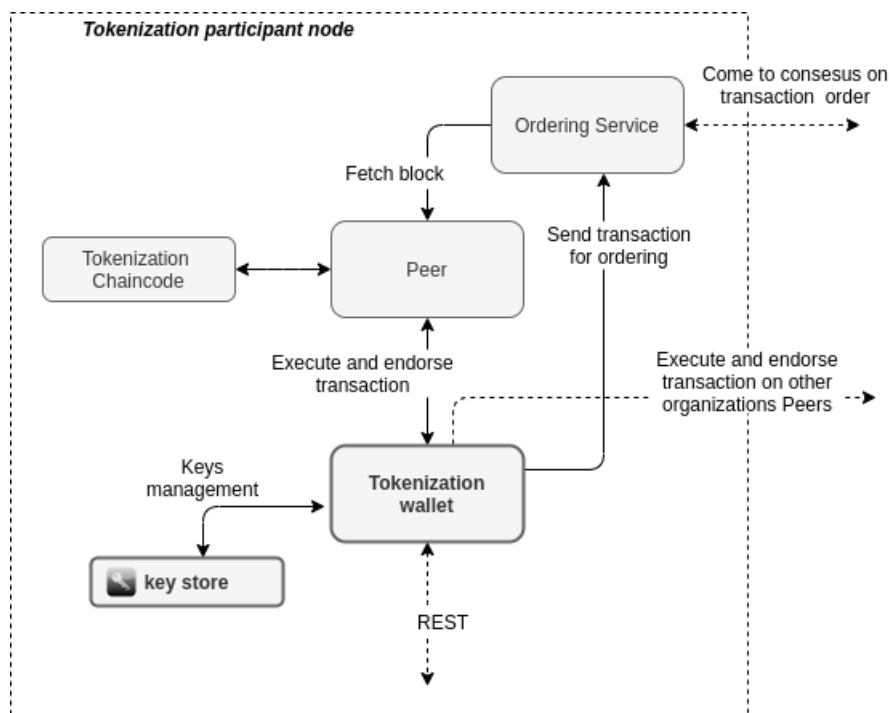 Tokenization participant node
Come to consesus on
transaction order
Ordering Service
Fetch block
Send transaction
for ordering
Tokenization
Chaincode
Peer
Execute and endorse
transaction
Execute and endorse
transaction on other
organizations Peers
Keys
management
Tokenization
wallet
key store
REST